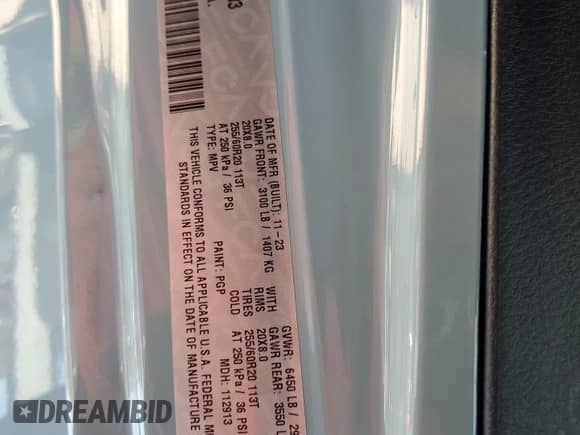 DATE OF MFR (BUILT): 11-23 GVWR: 6450 LB / 29
GAWR FRONT: 3100 LB / 1407 KG WITH GAWR REAR: 3550 L
20X8.0 RIMS 20X8.0
255/60R20 113T TIRES 255/60R20 113T
AT 250 kPa / 36 PSI COLD AT 250 kPa / 36 PSI
TYPE: MPV PAINT: PGP MDH: 112913
THIS VEHICLE CONFORMS TO ALL APPLICABLE U.S.A. FEDERAL M
STANDARDS IN EFFECT ON THE DATE OF MANUFACTURE
DREAMBID